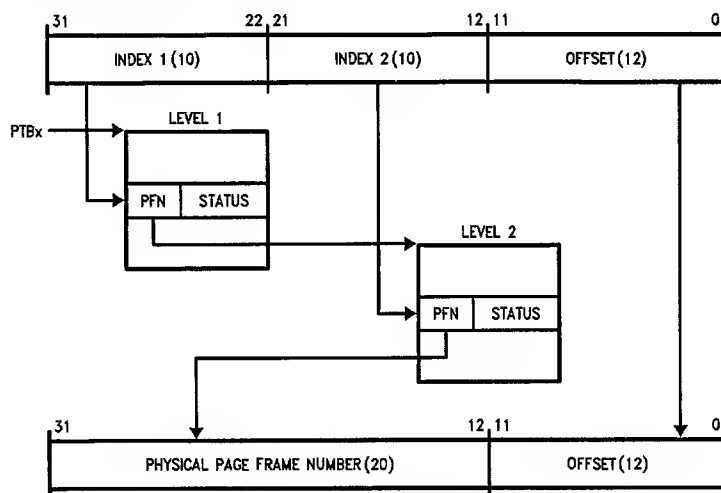 31 22 21 12 11 0
INDEX 1 (10) INDEX 2 (10) OFFSET (12)
PTBx
LEVEL 1
PFN STATUS
LEVEL 2
PFN STATUS
31 12 11 0
PHYSICAL PAGE FRAME NUMBER (20) OFFSET (12)